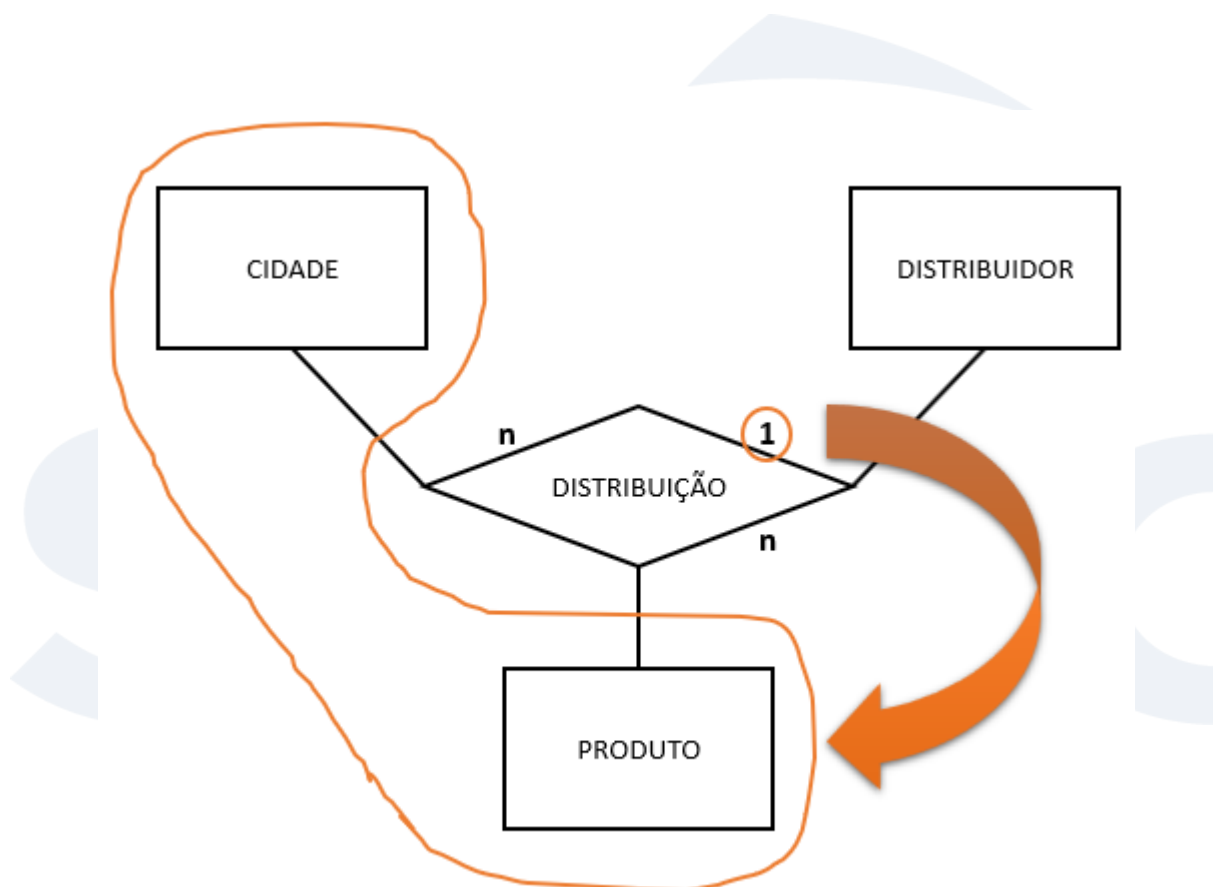 CIDADE
DISTRIBUIDOR
n
1
DISTRIBUIÇÃO
n
PRODUTO